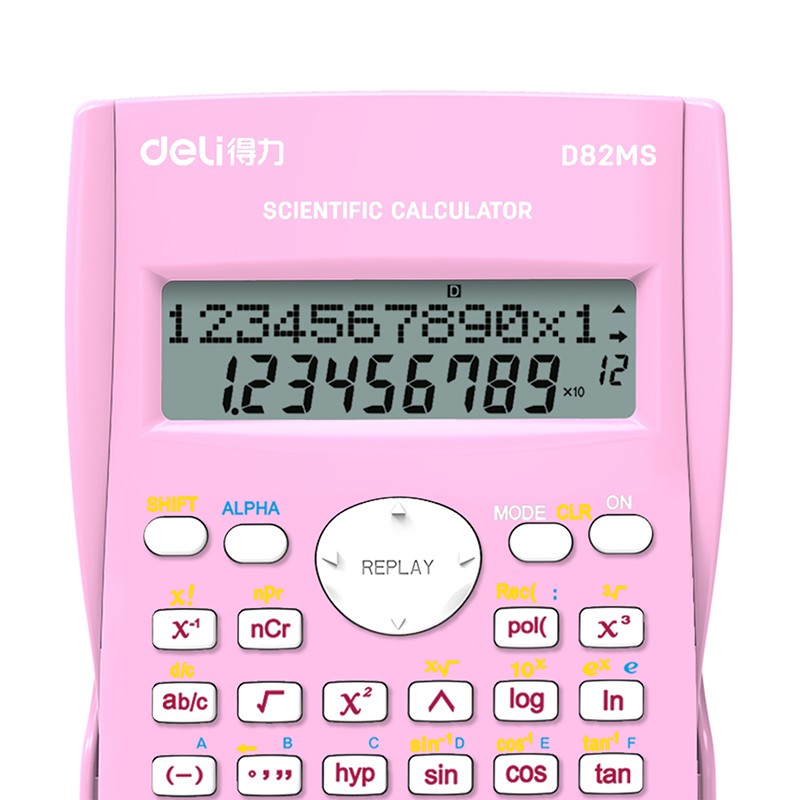 deli得力 D82MS
SCIENTIFIC CALCULATOR
D
1234567890x1
1.23456789 ×10 12
SHIFT ALPHA MODE CLR ON
REPLAY
x! nPr Rec( : ³√
x⁻¹ nCr pol( x³
d/c x√ 10ˣ eˣ e
ab/c √ x² ^ log ln
A ← B C sin⁻¹ D cos⁻¹ E tan⁻¹ F
(−) °,,, hyp sin cos tan